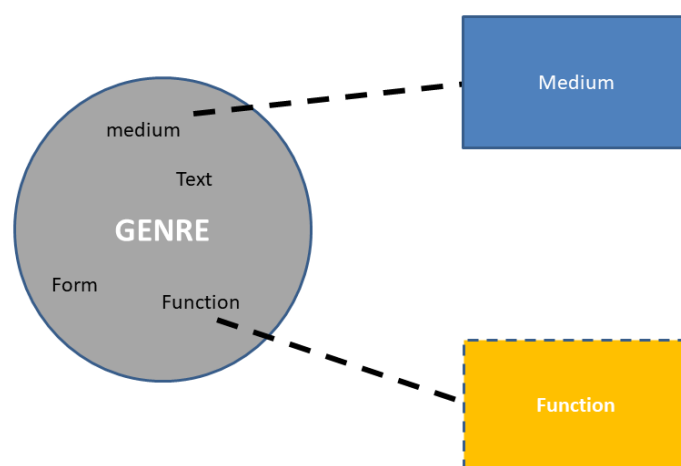 Medium
medium
Text
GENRE
Form
Function
Function